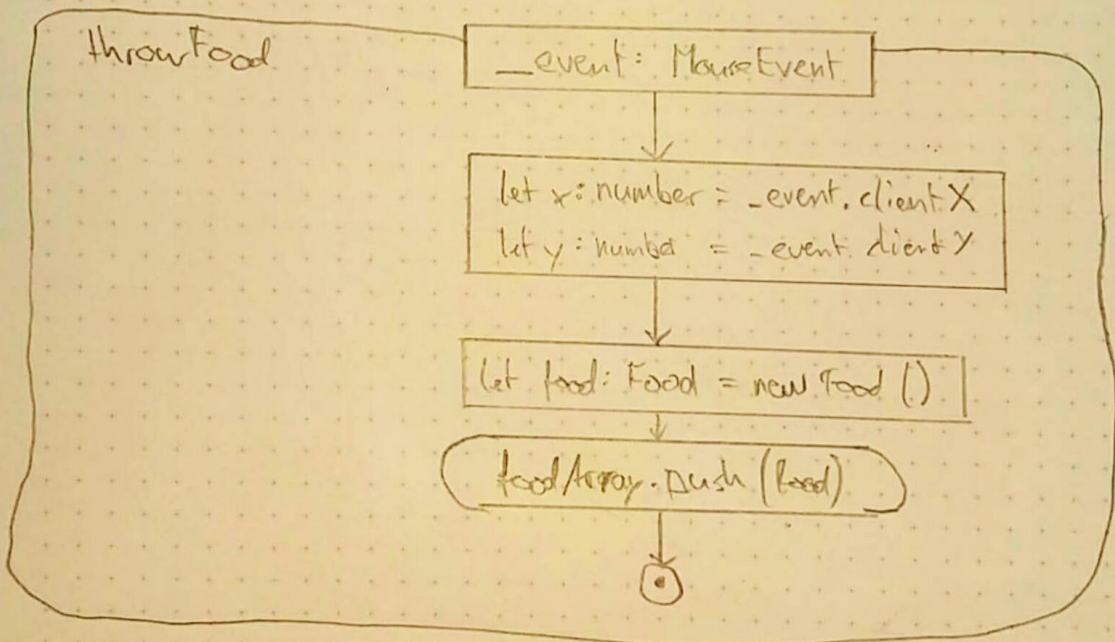 throwFood
_event: MouseEvent
let x: number = _event.clientX
let y: number = _event.clientY
let food: Food = new Food ()
foodArray.push (food)